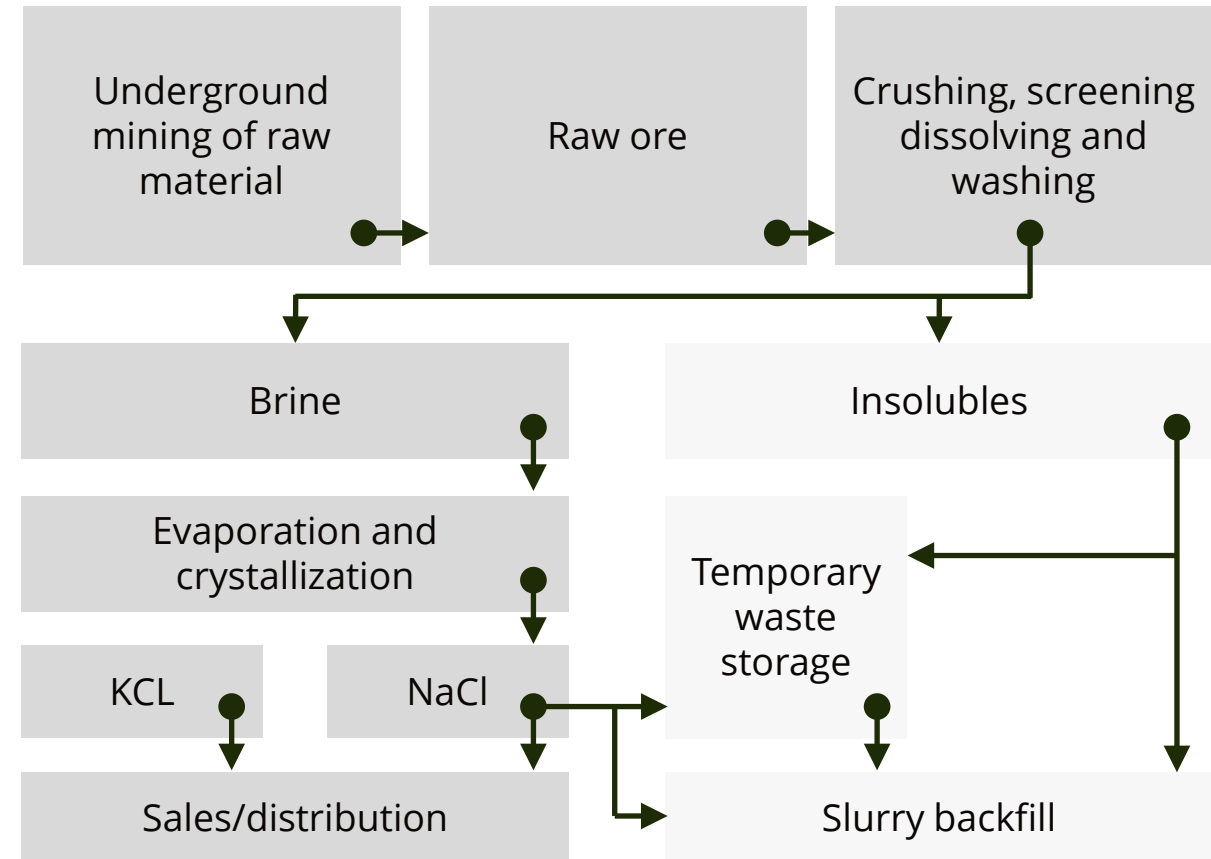 Underground
mining of raw
material
Raw ore
Crushing, screening
dissolving and
washing
Brine
Insolubles
Evaporation and
crystallization
Temporary
waste
storage
KCL
NaCl
Sales/distribution
Slurry backfill